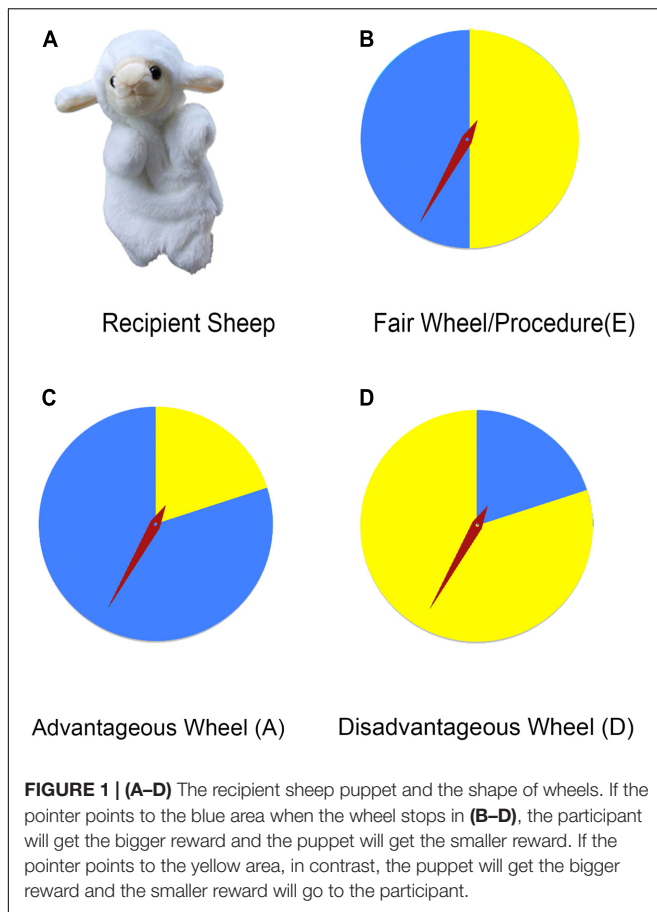 A
B
Recipient Sheep
Fair Wheel/Procedure(E)
C
D
Advantageous Wheel (A)
Disadvantageous Wheel (D)
FIGURE 1 | (A–D) The recipient sheep puppet and the shape of wheels. If the
pointer points to the blue area when the wheel stops in (B–D), the participant
will get the bigger reward and the puppet will get the smaller reward. If the
pointer points to the yellow area, in contrast, the puppet will get the bigger
reward and the smaller reward will go to the participant.